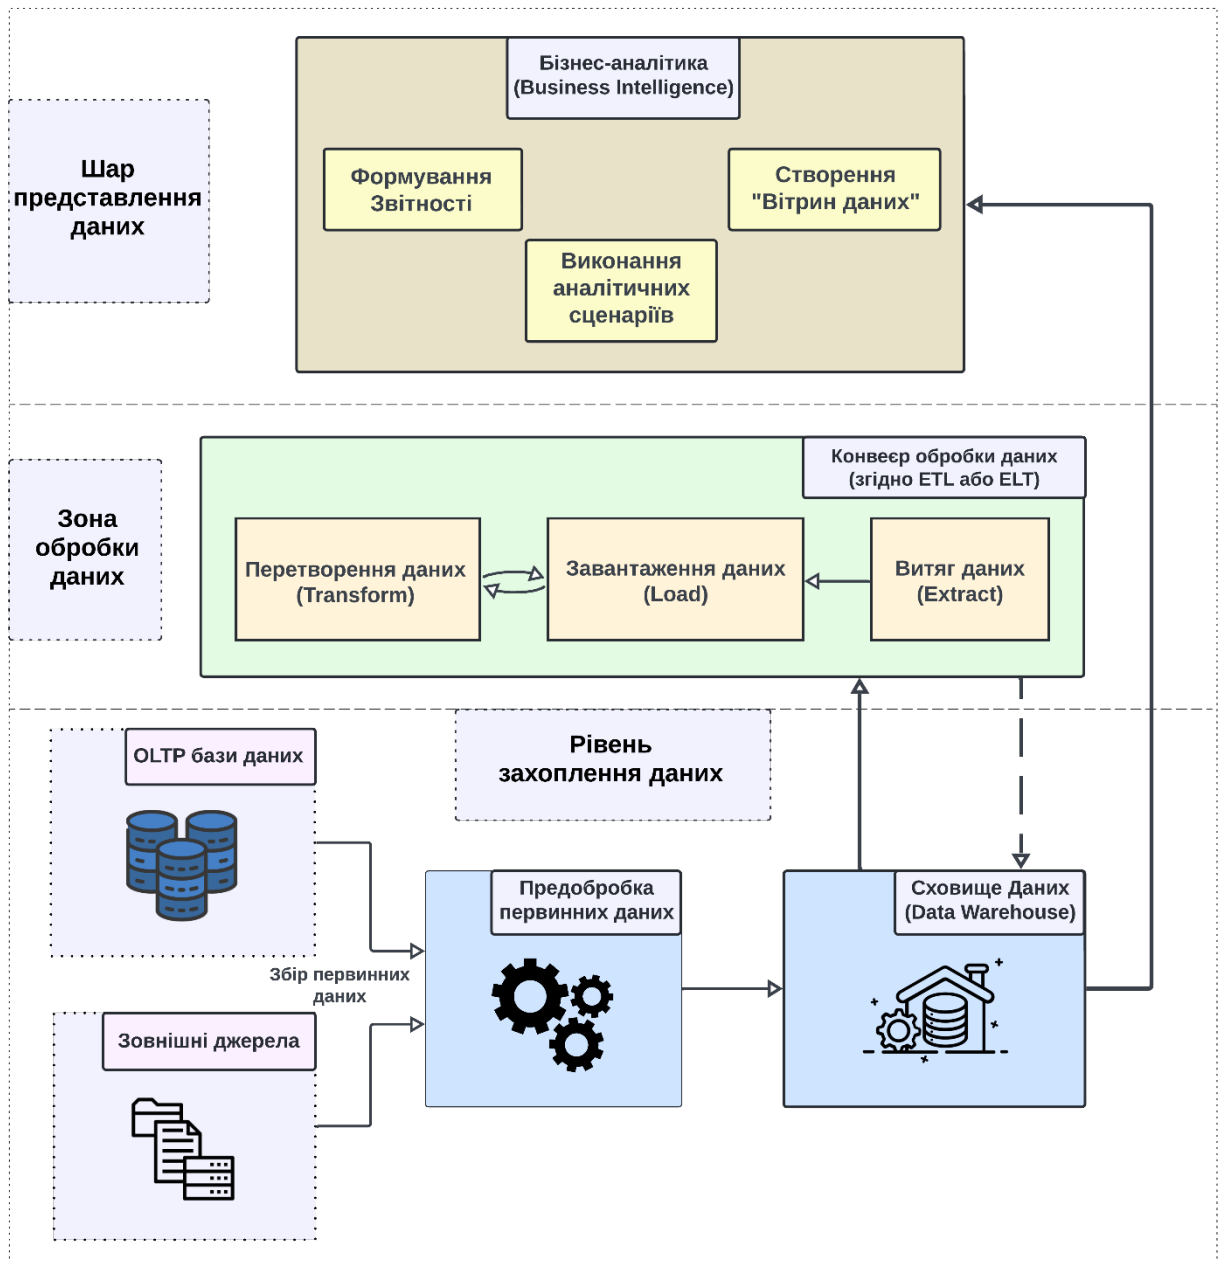 Бізнес-аналітика
(Business Intelligence)
Шар
представлення
даних
Формування
Звітності
Створення
"Вітрин даних"
Виконання
аналітичних
сценаріїв
Конвеєр обробки даних
(згідно ETL або ELT)
Зона
обробки
даних
Перетворення даних
(Transform)
Завантаження даних
(Load)
Витяг даних
(Extract)
Рівень
захоплення даних
OLTP бази даних
Предобробка
первинних даних
Сховище Даних
(Data Warehouse)
Збір первинних
даних
Зовнішні джерела